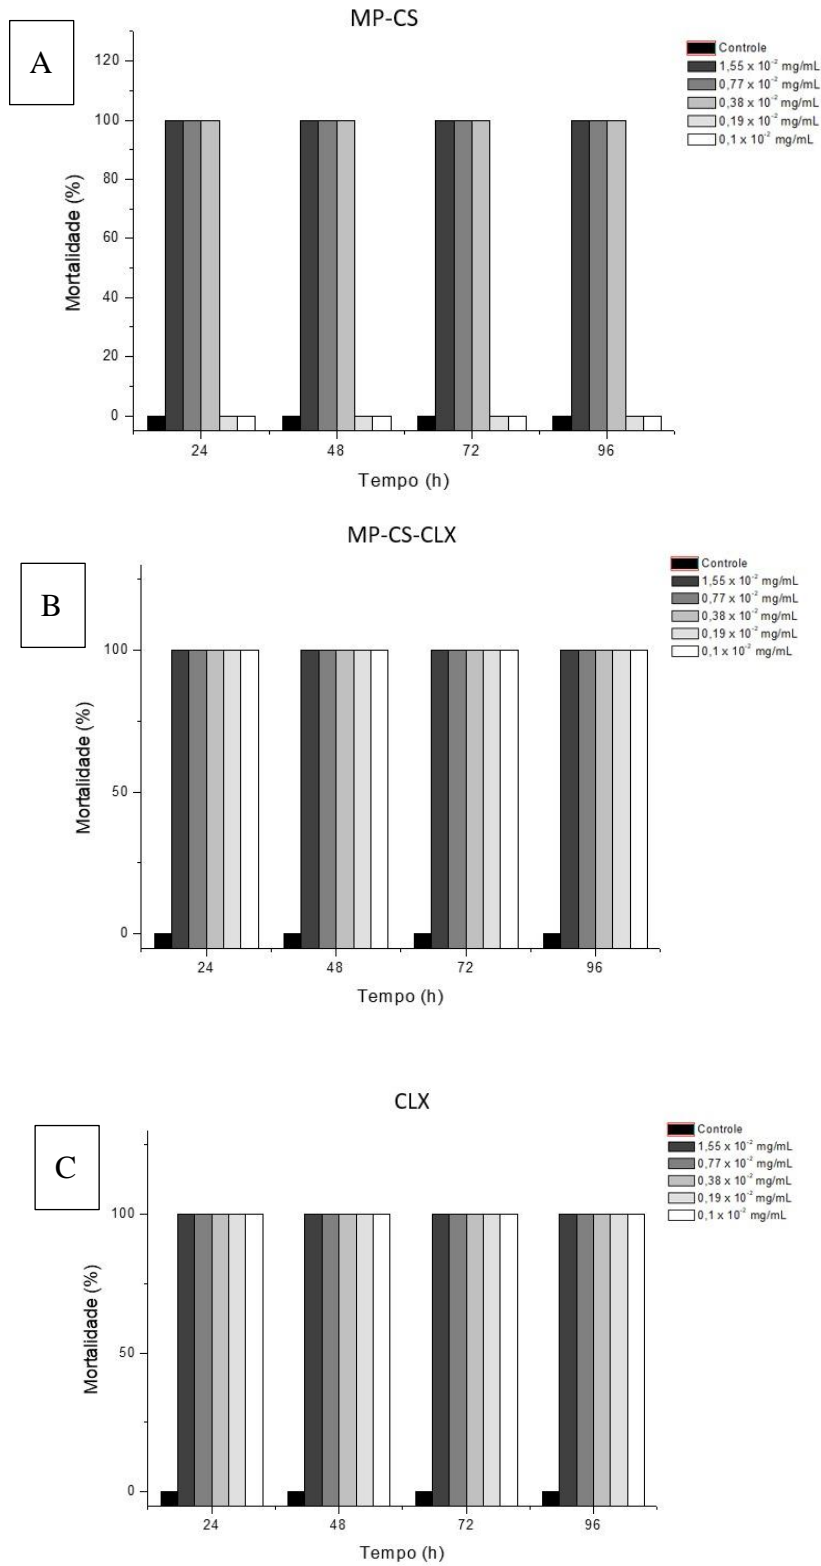 MP-CS
A
Controle
1,55 x 10⁻² mg/mL
0,77 x 10⁻² mg/mL
0,38 x 10⁻² mg/mL
0,19 x 10⁻² mg/mL
0,1 x 10⁻² mg/mL
120
100
80
60
40
20
0
Mortalidade (%)
24 48 72 96
Tempo (h)
MP-CS-CLX
B
Controle
1,55 x 10⁻² mg/mL
0,77 x 10⁻² mg/mL
0,38 x 10⁻² mg/mL
0,19 x 10⁻² mg/mL
0,1 x 10⁻² mg/mL
100
50
0
Mortalidade (%)
24 48 72 96
Tempo (h)
CLX
C
Controle
1,55 x 10⁻² mg/mL
0,77 x 10⁻² mg/mL
0,38 x 10⁻² mg/mL
0,19 x 10⁻² mg/mL
0,1 x 10⁻² mg/mL
100
50
0
Mortalidade (%)
24 48 72 96
Tempo (h)